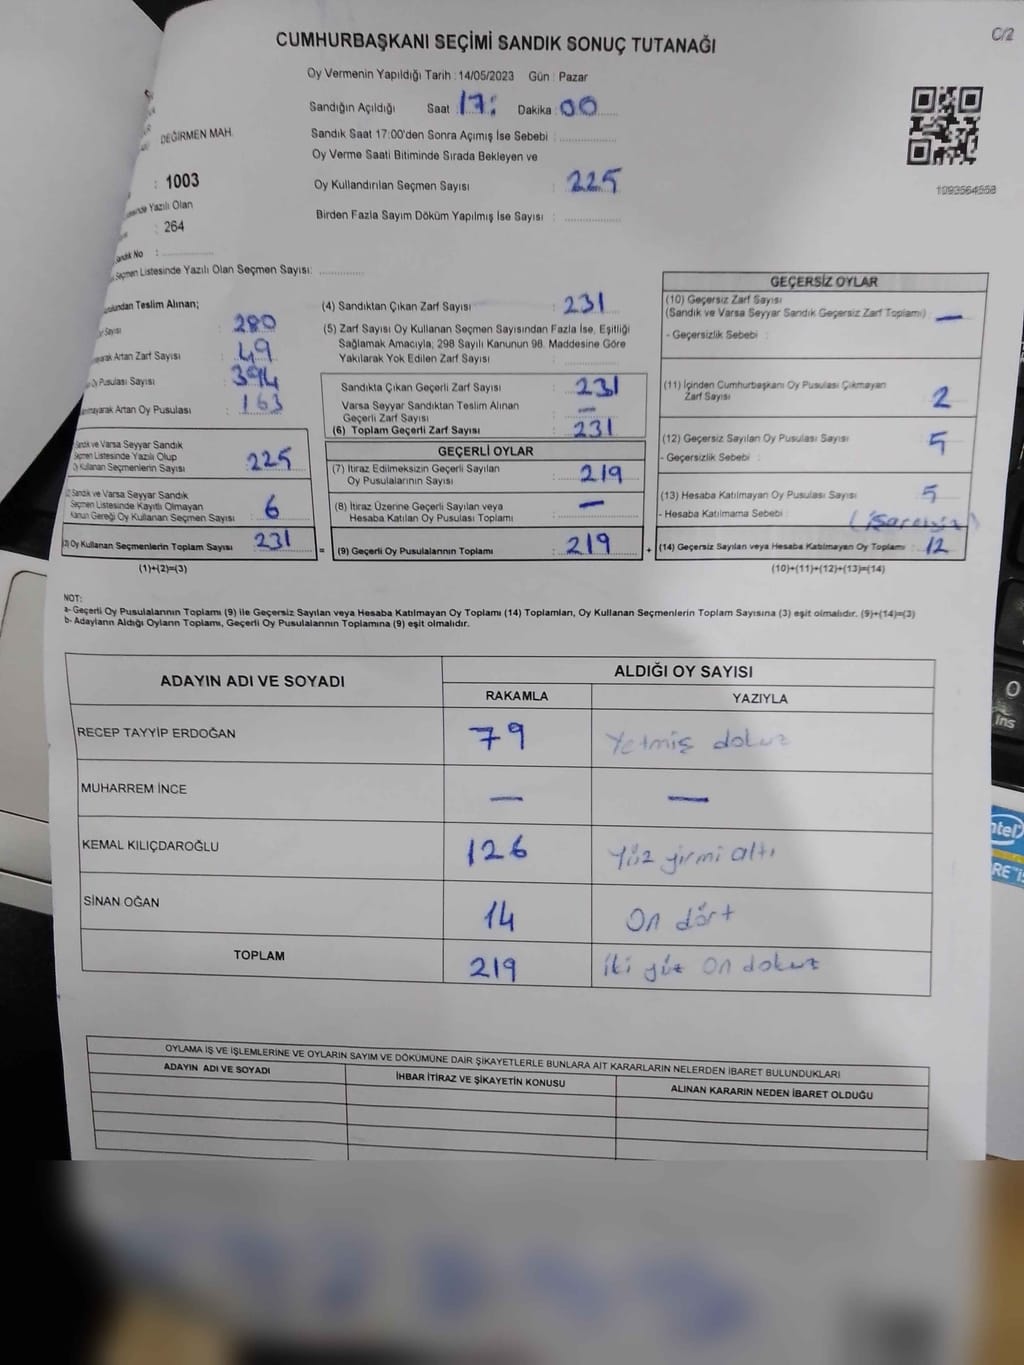 C/2
CUMHURBAŞKANI SEÇİMİ SANDIK SONUÇ TUTANAĞI
Oy Vermenin Yapıldığı Tarih : 14/05/2023 Gün : Pazar
Sandığın Açıldığı Saat 17: Dakika : 00
DEĞİRMEN MAH.
Sandık Saat 17:00'den Sonra Açımış İse Sebebi :
Oy Verme Saati Bitiminde Sırada Bekleyen ve
: 1003
Oy Kullandırılan Seçmen Sayısı : 225
1093564558
Yazılı Olan
Birden Fazla Sayım Döküm Yapılmış İse Sayısı :
: 264
Sandık No :
Seçmen Listesinde Yazılı Olan Seçmen Sayısı:
Teslim Alınan;
Sayısı : 280
Artan Zarf Sayısı : 49
Oy Pusulası Sayısı : 394
Artan Oy Pusulası : 163
Sandık ve Varsa Seyyar Sandık
Seçmen Listesinde Yazılı Olup
Oy Kullanan Seçmenlerin Sayısı : 225
Sandık ve Varsa Seyyar Sandık
Seçmen Listesinde Kayıtlı Olmayan
Kanun Gereği Oy Kullanan Seçmen Sayısı : 6
(3) Oy Kullanan Seçmenlerin Toplam Sayısı : 231
(1)+(2)=(3)
(4) Sandıktan Çıkan Zarf Sayısı : 231
(5) Zarf Sayısı Oy Kullanan Seçmen Sayısından Fazla İse, Eşitliği
Sağlamak Amacıyla; 298 Sayılı Kanunun 98. Maddesine Göre
Yakılarak Yok Edilen Zarf Sayısı :
Sandıkta Çıkan Geçerli Zarf Sayısı : 231
Varsa Seyyar Sandıktan Teslim Alınan
Geçerli Zarf Sayısı : —
(6) Toplam Geçerli Zarf Sayısı : 231
GEÇERLİ OYLAR
(7) İtiraz Edilmeksizin Geçerli Sayılan
Oy Pusulalarının Sayısı : 219
(8) İtiraz Üzerine Geçerli Sayılan veya
Hesaba Katılan Oy Pusulası Toplamı : —
= (9) Geçerli Oy Pusulalarının Toplamı : 219 +
GEÇERSİZ OYLAR
(10) Geçersiz Zarf Sayısı
(Sandık ve Varsa Seyyar Sandık Geçersiz Zarf Toplamı) : —
- Geçersizlik Sebebi :
(11) İçinden Cumhurbaşkanı Oy Pusulası Çıkmayan
Zarf Sayısı : 2
(12) Geçersiz Sayılan Oy Pusulası Sayısı : 5
- Geçersizlik Sebebi :
(13) Hesaba Katılmayan Oy Pusulası Sayısı : 5
- Hesaba Katılmama Sebebi :
(14) Geçersiz Sayılan veya Hesaba Katılmayan Oy Toplamı : 12
(10)+(11)+(12)+(13)=(14)
NOT:
a- Geçerli Oy Pusulalarının Toplamı (9) ile Geçersiz Sayılan veya Hesaba Katılmayan Oy Toplamı (14) Toplamları, Oy Kullanan Seçmenlerin Toplam Sayısına (3) eşit olmalıdır. (9)+(14)=(3)
b- Adayların Aldığı Oyların Toplamı, Geçerli Oy Pusulalarının Toplamına (9) eşit olmalıdır.
ADAYIN ADI VE SOYADI ALDIĞI OY SAYISI
RAKAMLA YAZIYLA
RECEP TAYYİP ERDOĞAN 79 Yetmiş dokuz
MUHARREM İNCE — —
KEMAL KILIÇDAROĞLU 126 Yüz yirmi altı
SİNAN OĞAN 14 On dört
TOPLAM 219 İki yüz On dokuz
OYLAMA İŞ VE İŞLEMLERİNE VE OYLARIN SAYIM VE DÖKÜMÜNE DAİR ŞİKAYETLERLE BUNLARA AİT KARARLARIN NELERDEN İBARET BULUNDUKLARI
ADAYIN ADI VE SOYADI İHBAR İTİRAZ VE ŞİKAYETİN KONUSU ALINAN KARARIN NEDEN İBARET OLDUĞU
O
Ins
ntel
RE i5